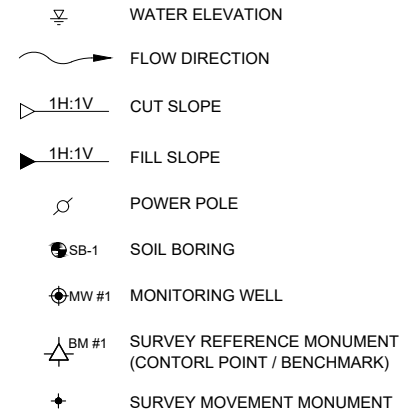 WATER ELEVATION
FLOW DIRECTION
1H:1V CUT SLOPE
1H:1V FILL SLOPE
POWER POLE
SB-1 SOIL BORING
MW #1 MONITORING WELL
BM #1 SURVEY REFERENCE MONUMENT
(CONTORL POINT / BENCHMARK)
SURVEY MOVEMENT MONUMENT